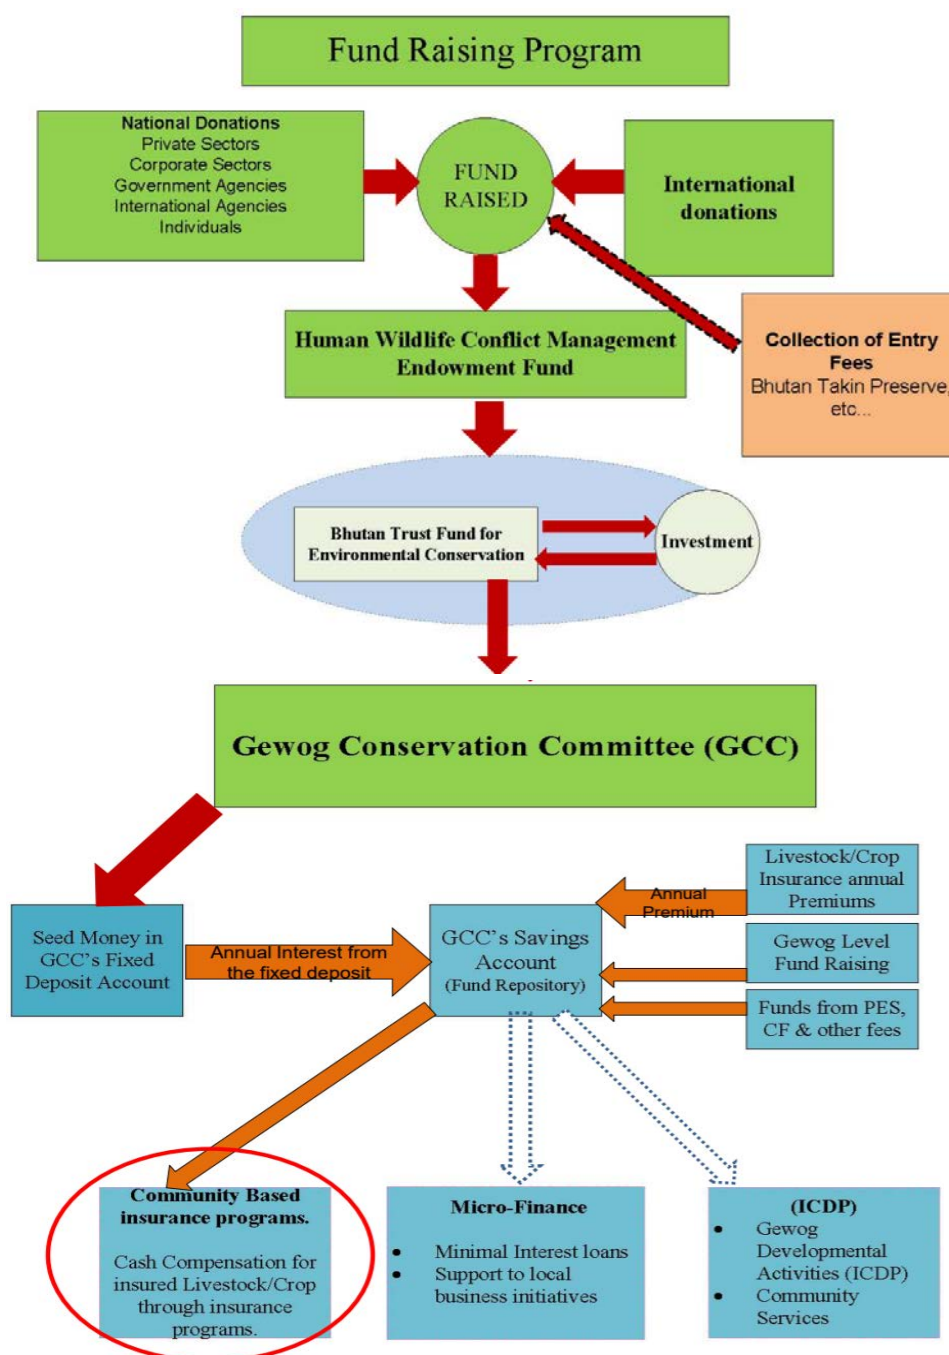 Fund Raising Program
National Donations
Private Sectors
Corporate Sectors
Government Agencies
International Agencies
Individuals
FUND
RAISED
International
donations
Human Wildlife Conflict Management
Endowment Fund
Collection of Entry
Fees
Bhutan Takin Preserve,
etc...
Bhutan Trust Fund for
Environmental Conservation
Investment
Gewog Conservation Committee (GCC)
Livestock/Crop
Insurance annual
Premiums
Annual
Premium
Seed Money in
GCC's Fixed
Deposit Account
Annual Interest from
the fixed deposit
GCC's Savings
Account
(Fund Repository)
Gewog Level
Fund Raising
Funds from PES,
CF & other fees
Community Based
insurance programs.
Cash Compensation for
insured Livestock/Crop
through insurance
programs.
Micro-Finance
• Minimal Interest loans
• Support to local
business initiatives
(ICDP)
• Gewog
Developmental
Activities (ICDP)
• Community
Services